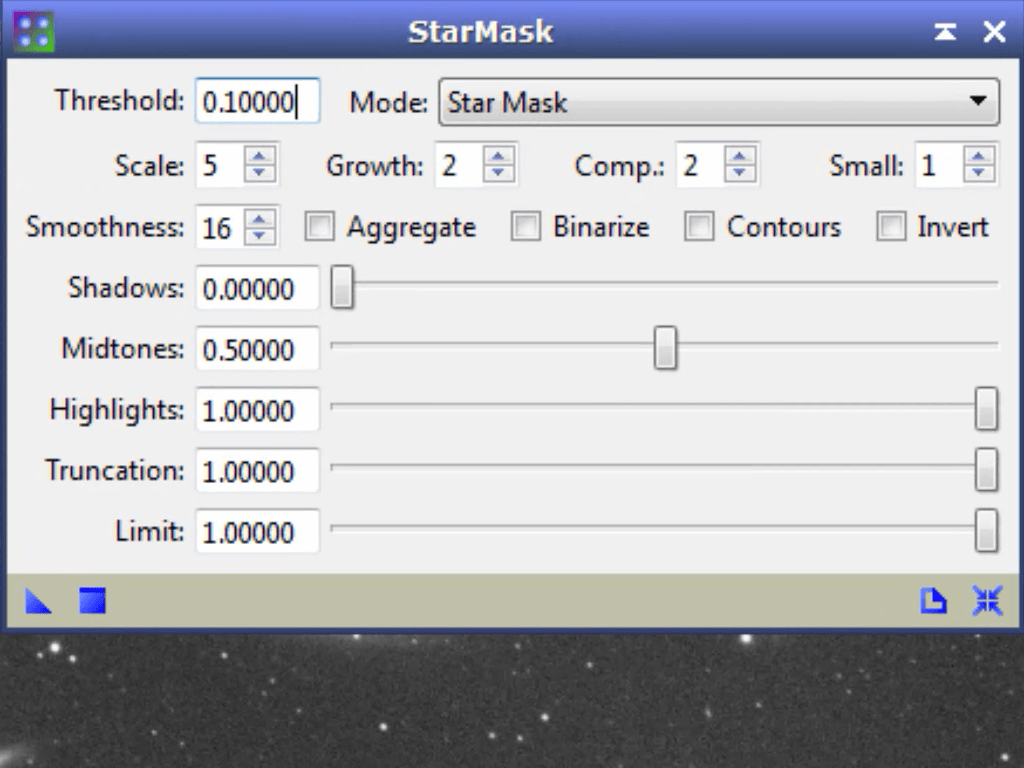 StarMask
Threshold: 0.10000 Mode: Star Mask
Scale: 5 Growth: 2 Comp.: 2 Small: 1
Smoothness: 16 Aggregate Binarize Contours Invert
Shadows: 0.00000
Midtones: 0.50000
Highlights: 1.00000
Truncation: 1.00000
Limit: 1.00000